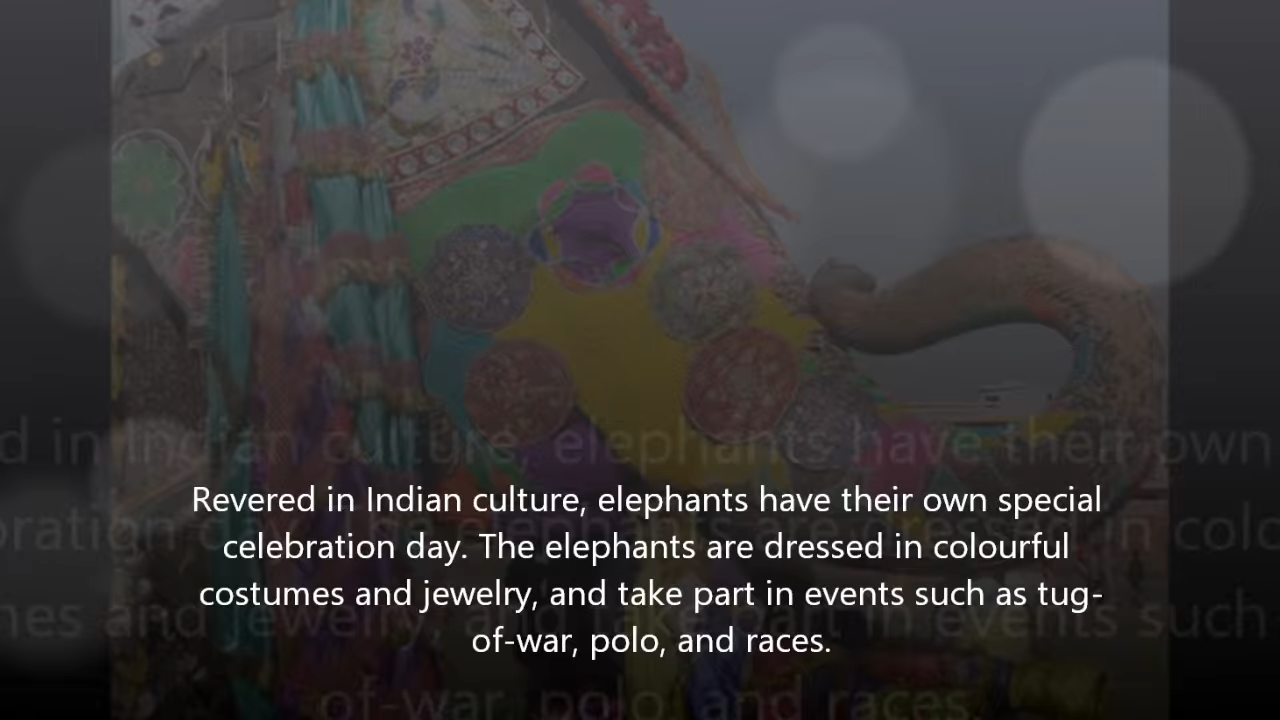 Revered in Indian culture, elephants have their own special
celebration day. The elephants are dressed in colourful
costumes and jewelry, and take part in events such as tug-
of-war, polo, and races.